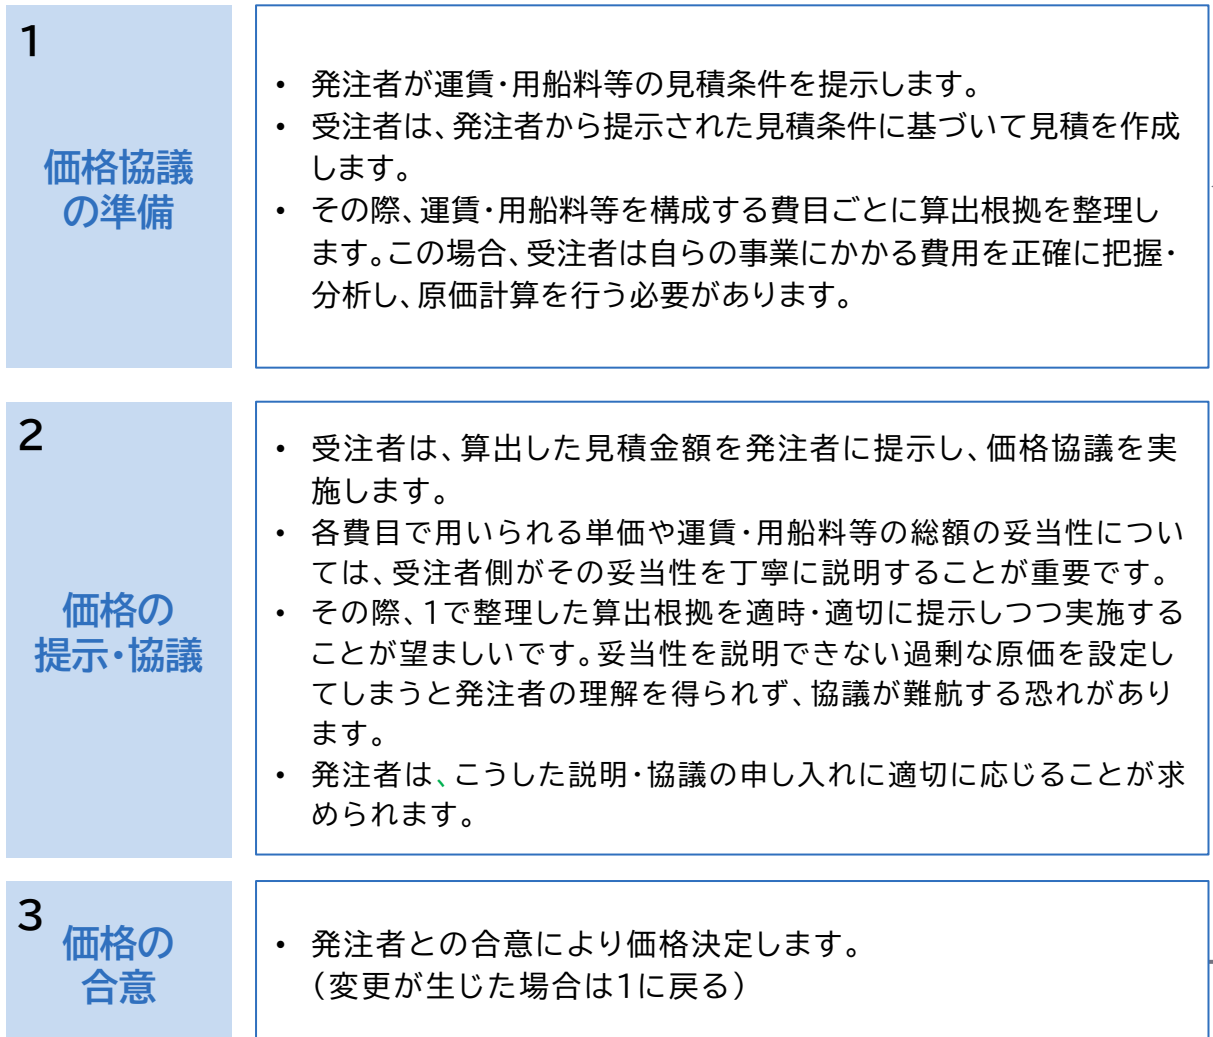 1
価格協議
の準備
• 発注者が運賃・用船料等の見積条件を提示します。
• 受注者は、発注者から提示された見積条件に基づいて見積を作成
します。
• その際、運賃・用船料等を構成する費目ごとに算出根拠を整理し
ます。この場合、受注者は自らの事業にかかる費用を正確に把握・
分析し、原価計算を行う必要があります。
2
価格の
提示・協議
• 受注者は、算出した見積金額を発注者に提示し、価格協議を実
施します。
• 各費目で用いられる単価や運賃・用船料等の総額の妥当性につい
ては、受注者側がその妥当性を丁寧に説明することが重要です。
• その際、1で整理した算出根拠を適時・適切に提示しつつ実施する
ことが望ましいです。妥当性を説明できない過剰な原価を設定し
てしまうと発注者の理解を得られず、協議が難航する恐れがあり
ます。
• 発注者は、こうした説明・協議の申し入れに適切に応じることが求
められます。
3
価格の
合意
• 発注者との合意により価格決定します。
(変更が生じた場合は1に戻る)